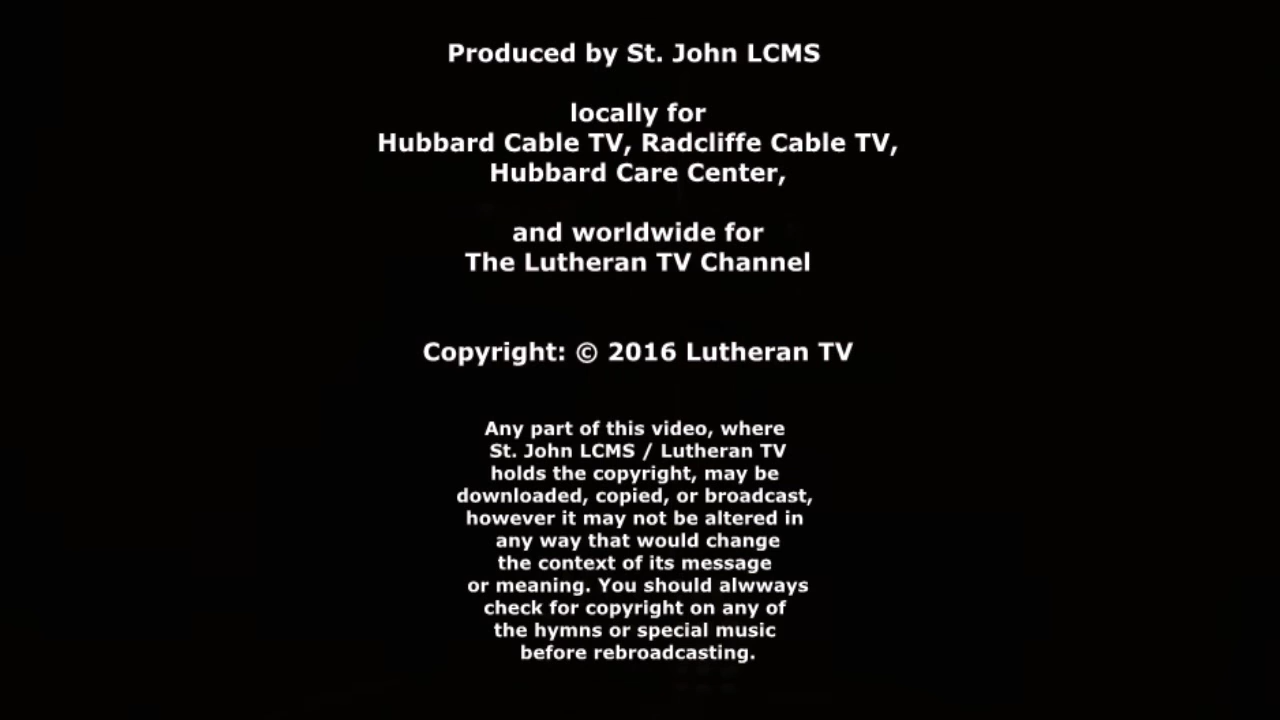 Produced by St. John LCMS
locally for
Hubbard Cable TV, Radcliffe Cable TV,
Hubbard Care Center,
and worldwide for
The Lutheran TV Channel
Copyright: © 2016 Lutheran TV
Any part of this video, where
St. John LCMS / Lutheran TV
holds the copyright, may be
downloaded, copied, or broadcast,
however it may not be altered in
any way that would change
the context of its message
or meaning. You should alwways
check for copyright on any of
the hymns or special music
before rebroadcasting.